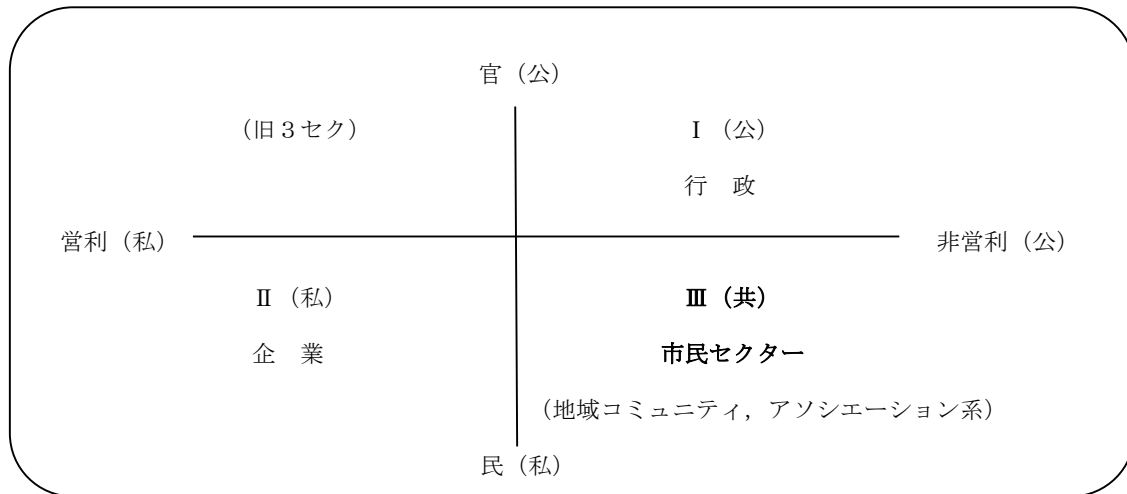 官（公）
（旧３セク）
Ⅰ（公）
行　政
営利（私）
非営利（公）
Ⅱ（私）
Ⅲ（共）
企　業
市民セクター
（地域コミュニティ，アソシエーション系）
民（私）